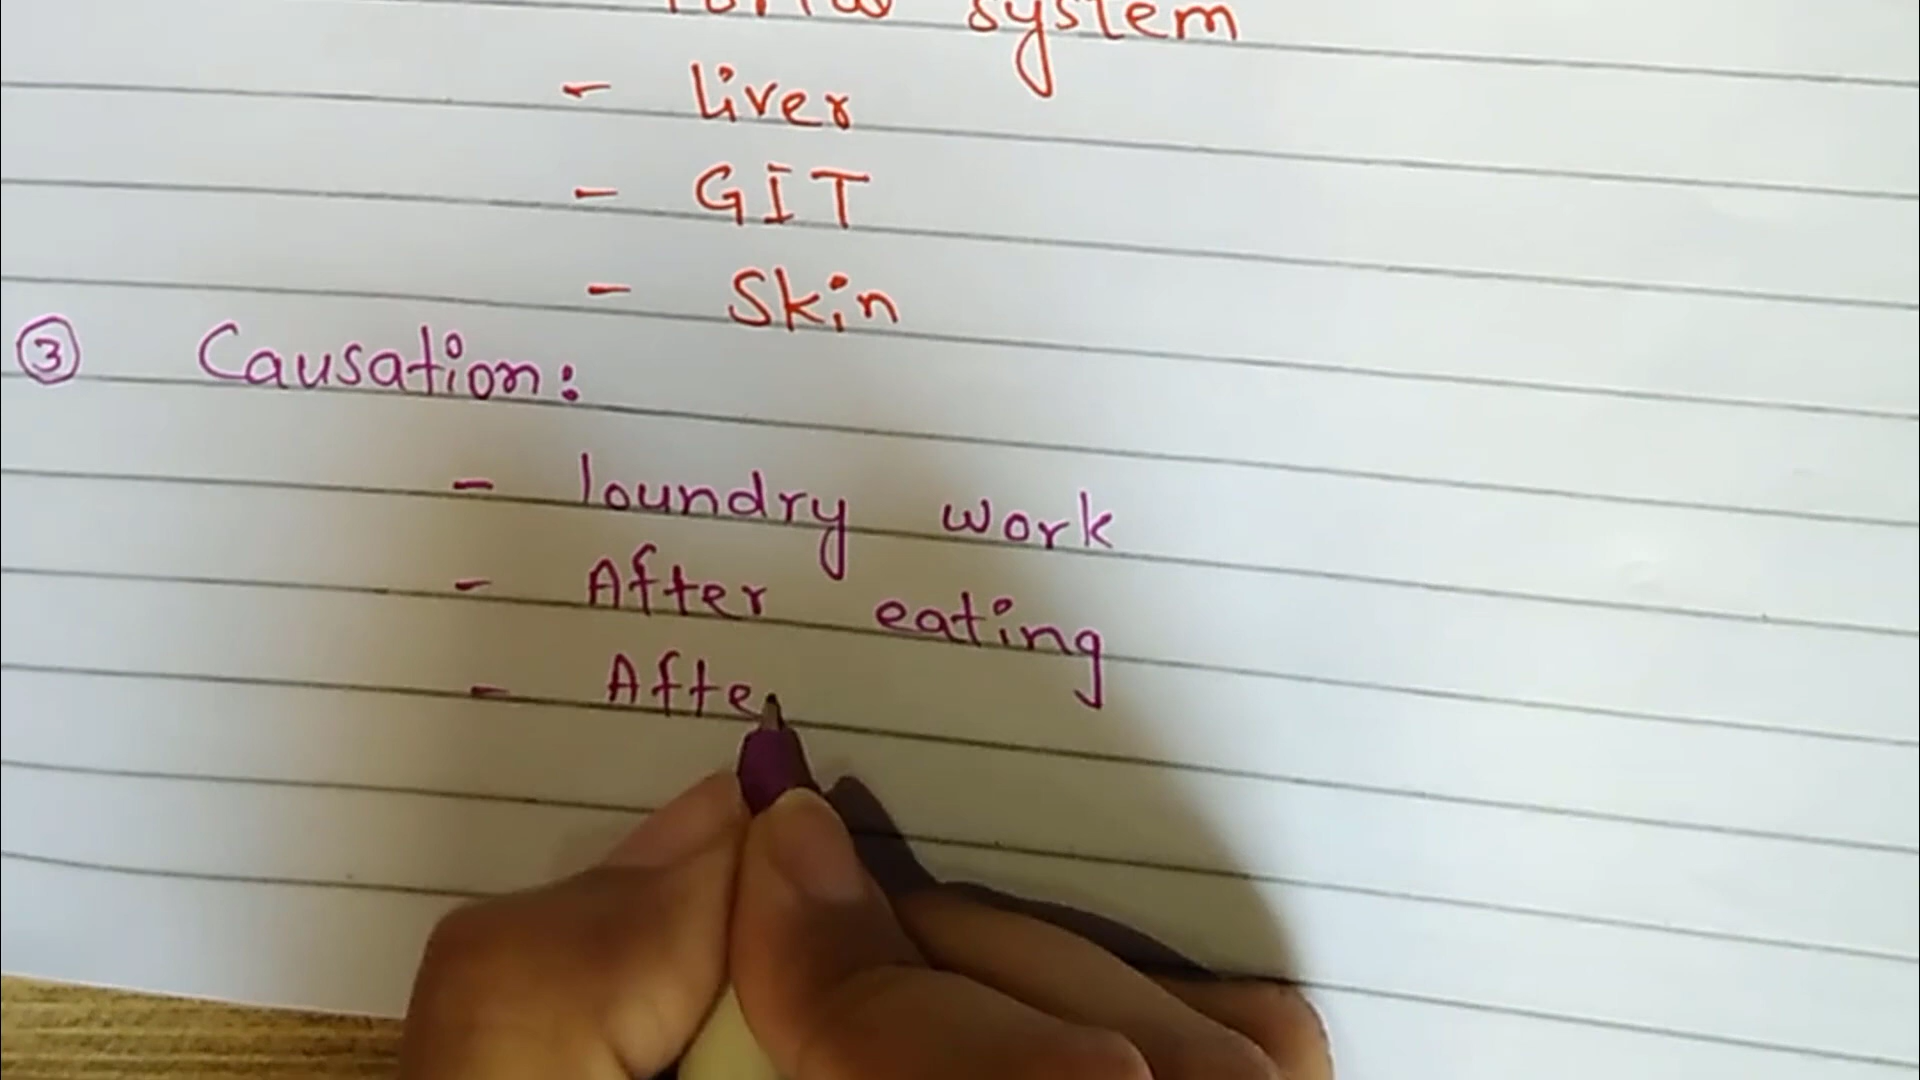 system
- liver
- GIT
- Skin
③ Causation:
- loundry work
- After eating
- Afte